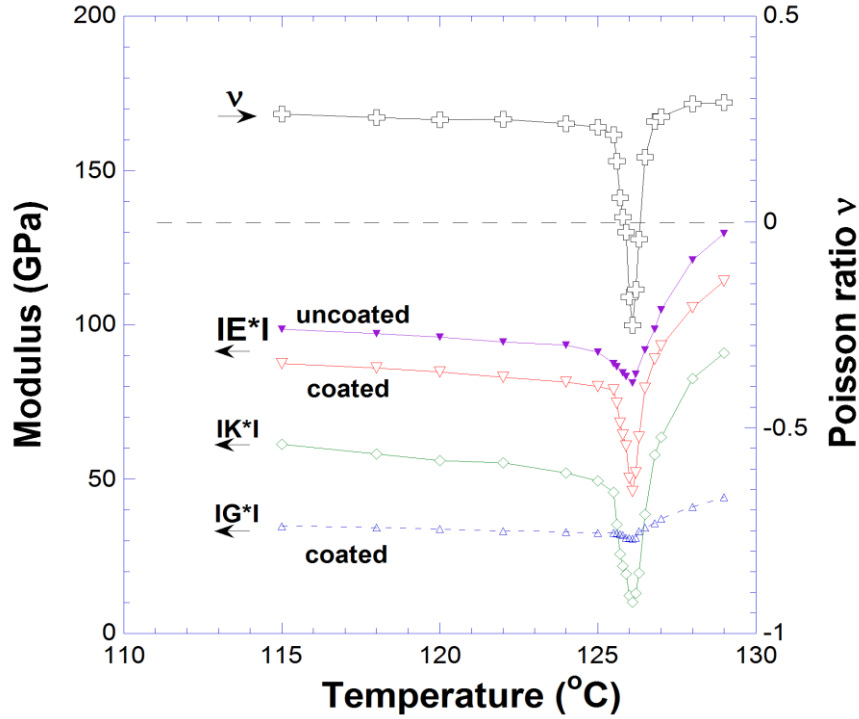 200
150
100
50
0
Modulus (GPa)
ν
uncoated
IE*I
coated
IK*I
IG*I
coated
0.5
0
-0.5
-1
Poisson ratio ν
110
115
120
125
130
Temperature (°C)